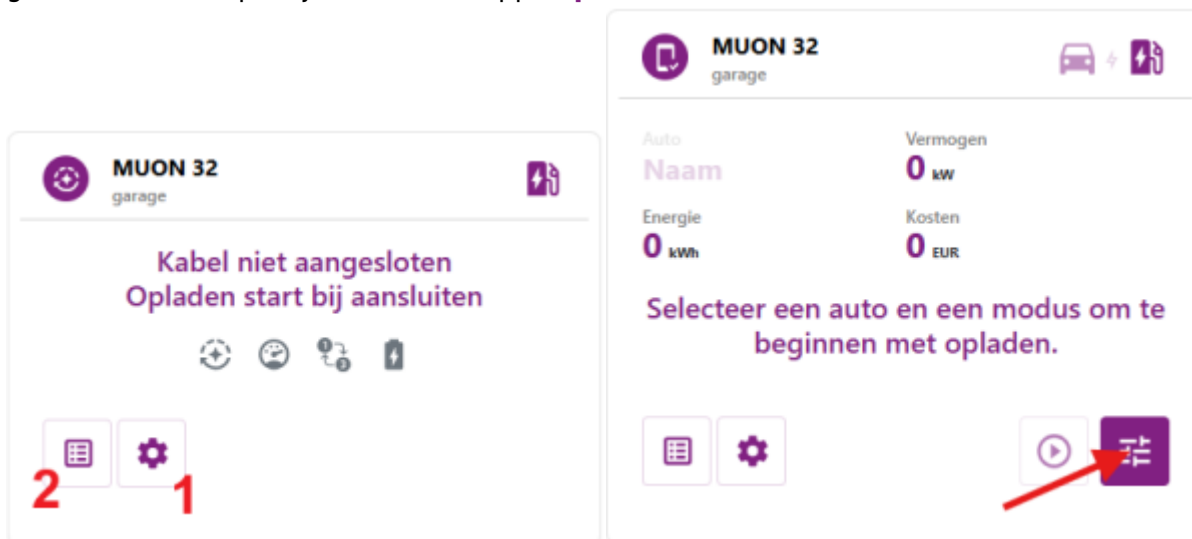 MUON 32
garage
Kabel niet aangesloten
Opladen start bij aansluiten
2
1
MUON 32
garage
Auto
Naam
Vermogen
0 kW
Energie
0 kWh
Kosten
0 EUR
Selecteer een auto en een modus om te
beginnen met opladen.